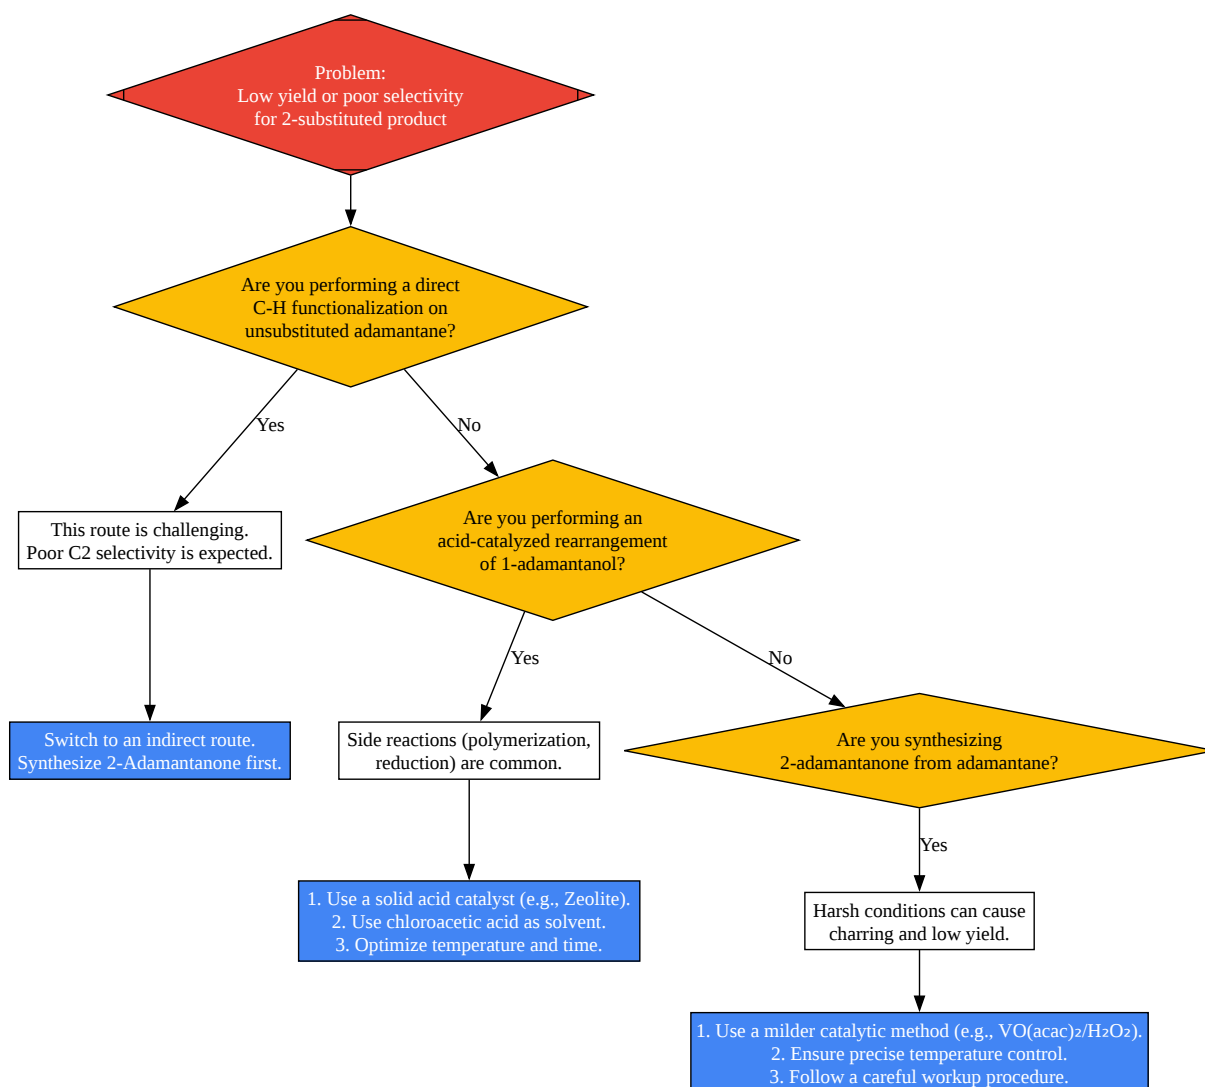 Problem:
Low yield or poor selectivity
for 2-substituted product
Are you performing a direct
C-H functionalization on
unsubstituted adamantane?
Yes
No
This route is challenging.
Poor C2 selectivity is expected.
Are you performing an
acid-catalyzed rearrangement
of 1-adamantanol?
Yes
No
Switch to an indirect route.
Synthesize 2-Adamantanone first.
Side reactions (polymerization,
reduction) are common.
Are you synthesizing
2-adamantanone from adamantane?
Yes
1. Use a solid acid catalyst (e.g., Zeolite).
2. Use chloroacetic acid as solvent.
3. Optimize temperature and time.
Harsh conditions can cause
charring and low yield.
1. Use a milder catalytic method (e.g., VO(acac)₂/H₂O₂).
2. Ensure precise temperature control.
3. Follow a careful workup procedure.